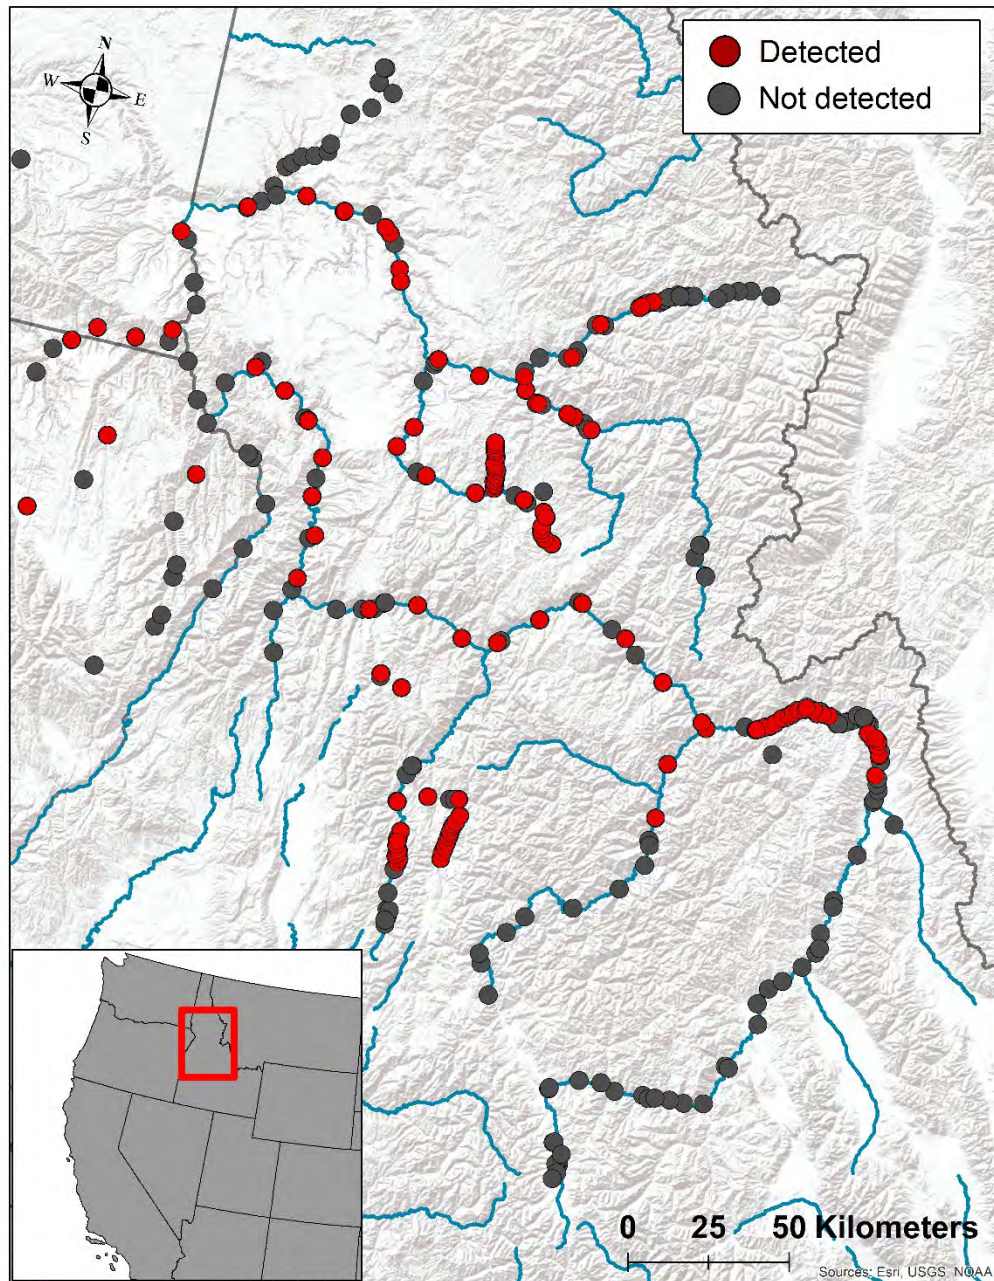 Detected
Not detected
N
W
E
S
0 25 50 Kilometers
Sources: Esri, USGS, NOAA